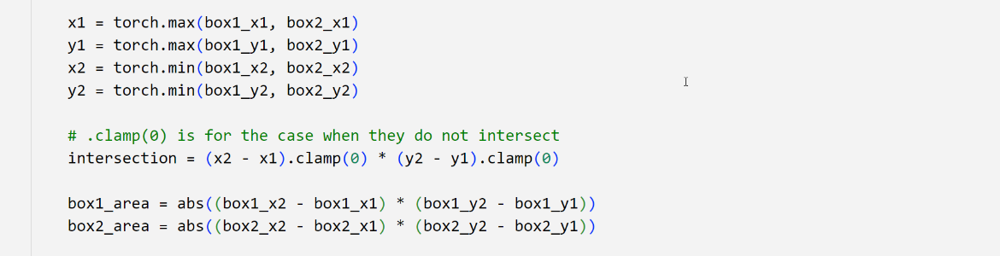 x1 = torch.max(box1_x1, box2_x1)
y1 = torch.max(box1_y1, box2_y1)
x2 = torch.min(box1_x2, box2_x2)
y2 = torch.min(box1_y2, box2_y2)
# .clamp(0) is for the case when they do not intersect
intersection = (x2 - x1).clamp(0) * (y2 - y1).clamp(0)
box1_area = abs((box1_x2 - box1_x1) * (box1_y2 - box1_y1))
box2_area = abs((box2_x2 - box2_x1) * (box2_y2 - box2_y1))